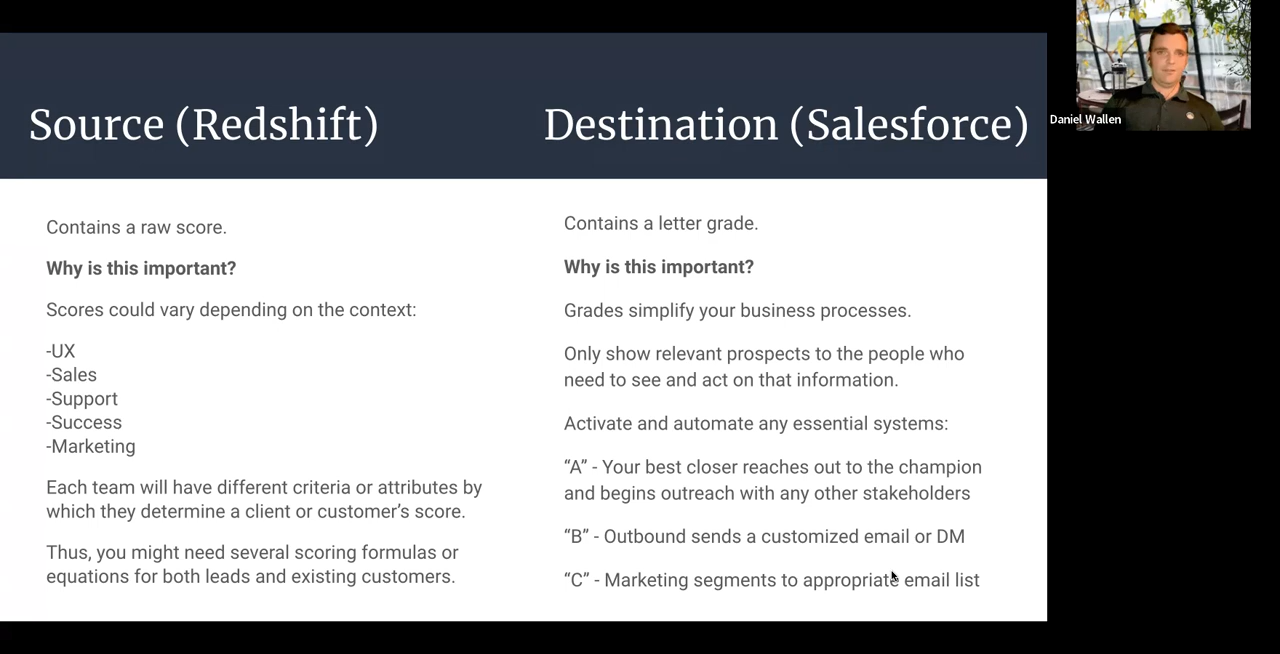 Source (Redshift)
Destination (Salesforce)
Daniel Wallen
Contains a raw score.
Why is this important?
Scores could vary depending on the context:
-UX
-Sales
-Support
-Success
-Marketing
Each team will have different criteria or attributes by
which they determine a client or customer's score.
Thus, you might need several scoring formulas or
equations for both leads and existing customers.
Contains a letter grade.
Why is this important?
Grades simplify your business processes.
Only show relevant prospects to the people who
need to see and act on that information.
Activate and automate any essential systems:
“A” - Your best closer reaches out to the champion
and begins outreach with any other stakeholders
“B” - Outbound sends a customized email or DM
“C” - Marketing segments to appropriate email list